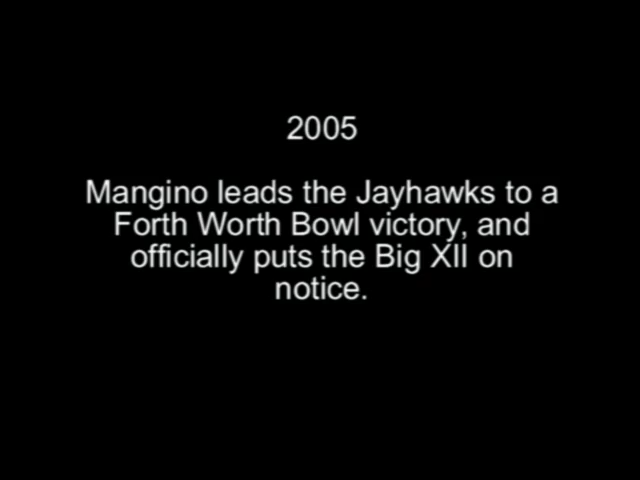 2005
Mangino leads the Jayhawks to a
Forth Worth Bowl victory, and
officially puts the Big XII on
notice.